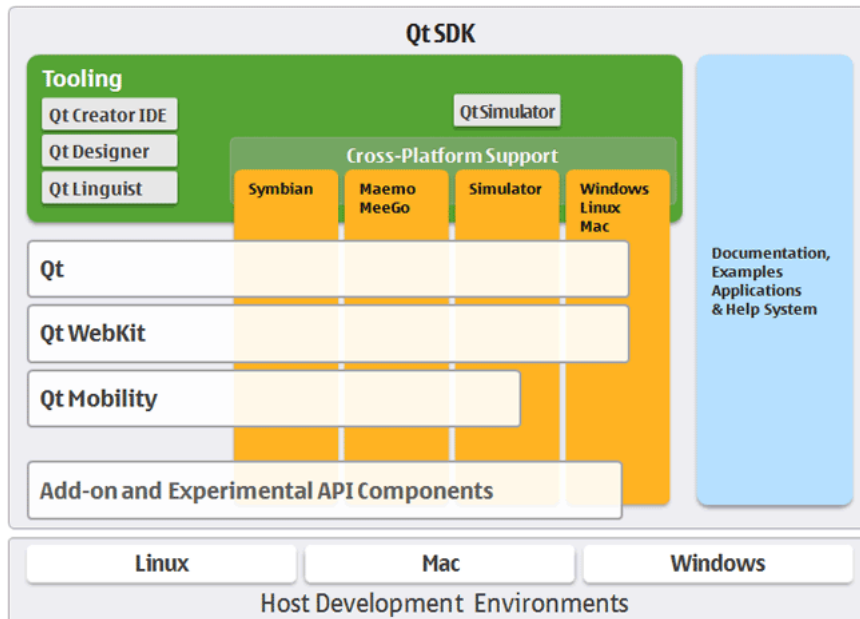 Qt SDK
Tooling
Qt Creator IDE
Qt Designer
Qt Linguist
Qt Simulator
Cross-Platform Support
Symbian
Maemo
MeeGo
Simulator
Windows
Linux
Mac
Qt
Qt WebKit
Qt Mobility
Add-on and Experimental API Components
Documentation,
Examples
Applications
& Help System
Linux
Mac
Windows
Host Development Environments